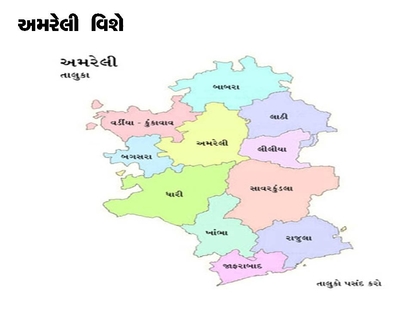 અમરેલી વિશે
અમરેલી
તાલુકા
બાબરા
લાઠી
વડીયા - કુંકાવાવ
અમરેલી
લીલીયા
બગસરા
ધારી
સાવરકુંડલા
ખાંભા
રાજુલા
જાફરાબાદ
તાલુકો પસંદ કરો